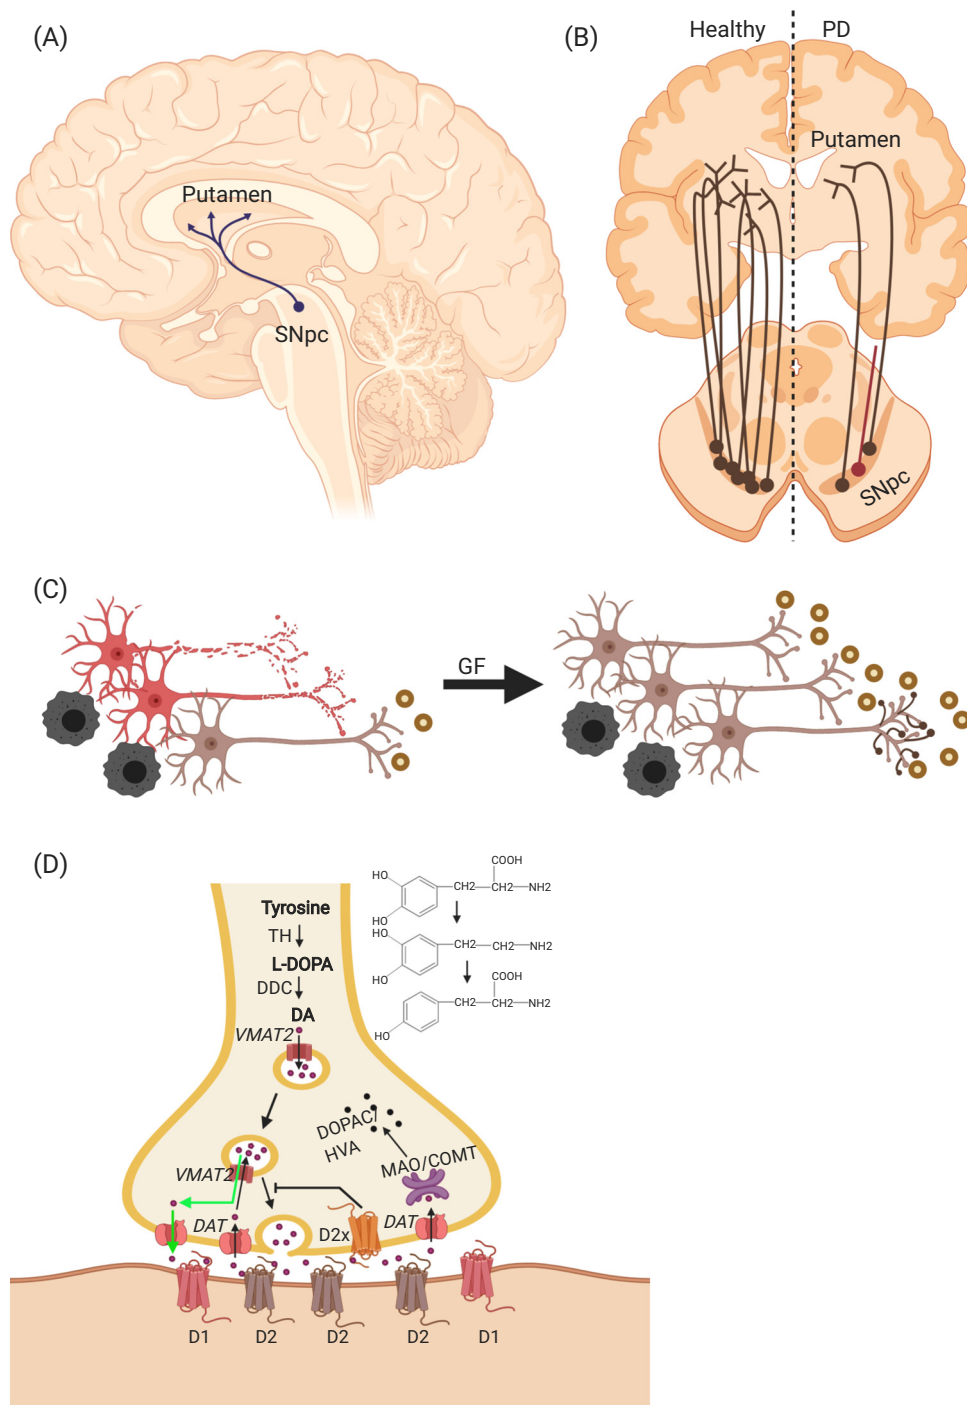 (A)
Putamen
SNpc
(B)
Healthy
PD
Putamen
SNpc
(C)
GF
(D)
Tyrosine
TH
L-DOPA
DDC
DA
VMAT2
HO
HO
COOH
CH2
CH2
NH2
HO
HO
CH2
CH2
NH2
COOH
HO
CH2
CH2
NH2
DOPAC/
HVA
MAO/COMT
VMAT2
DAT
D2x
DAT
D1
D2
D2
D2
D1